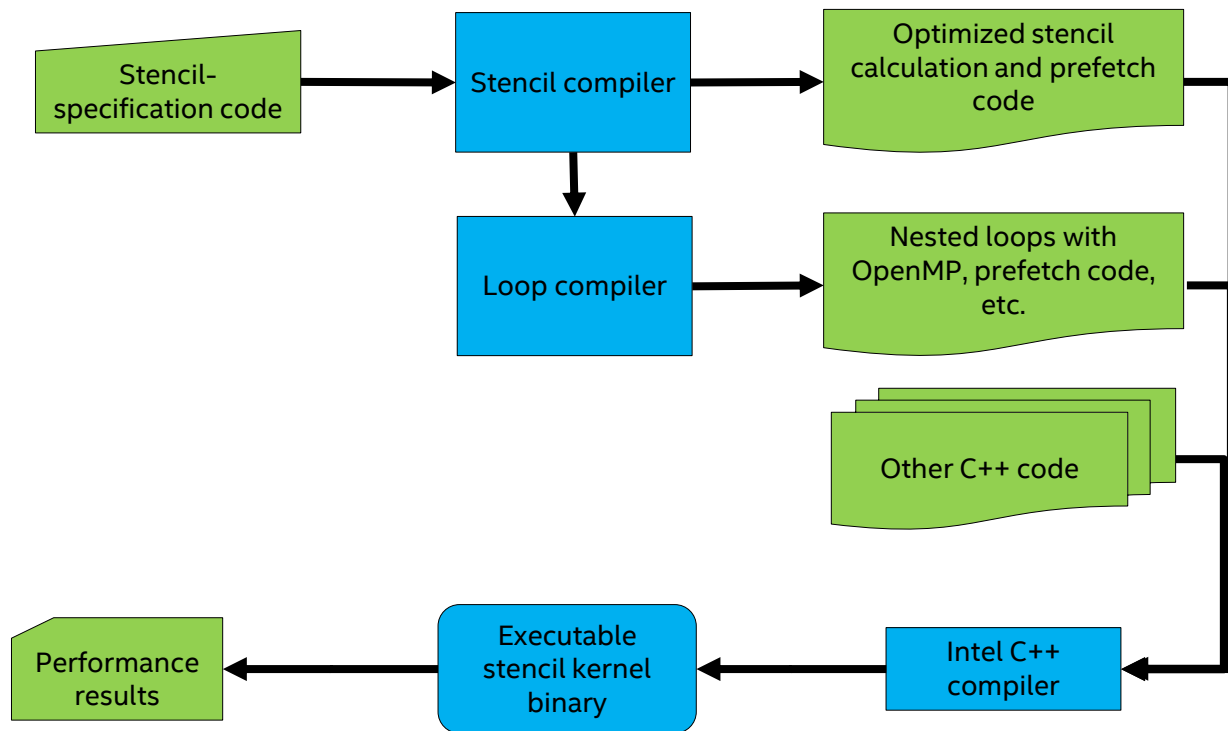 Stencil-
specification code
Stencil compiler
Optimized stencil
calculation and prefetch
code
Loop compiler
Nested loops with
OpenMP, prefetch code,
etc.
Other C++ code
Performance
results
Executable
stencil kernel
binary
Intel C++
compiler